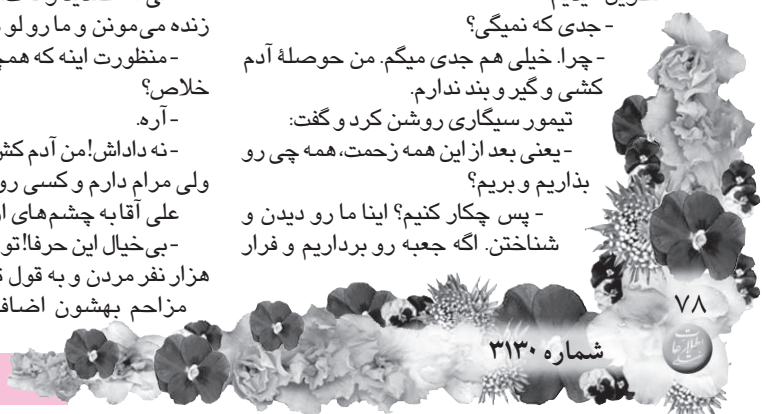 - جدی که نمیگی؟
- چرا. خیلی هم جدی میگم. من حوصلهٔ آدم
کشی و گیر و بند ندارم.
تیمور سیگاری روشن کرد و گفت:
- یعنی بعد از این همه زحمت، همه چی رو
بذاریم و بریم؟
- پس چکار کنیم؟ اینا ما رو دیدن و
شناختن. اگه جعبه رو برداریم و فرار
زنده می‌مونن و ما رو لو
- منظورت اینه که
خلاص؟
- آره.
- نه داداش! من آدم کش
ولی مرام دارم و کسی رو
علی آقا به چشم‌های
- بی‌خیال این حرفا! تو
هزار نفر مردن و به قول
مزاحم بهشون
۷۸
شماره ۳۱۳۰